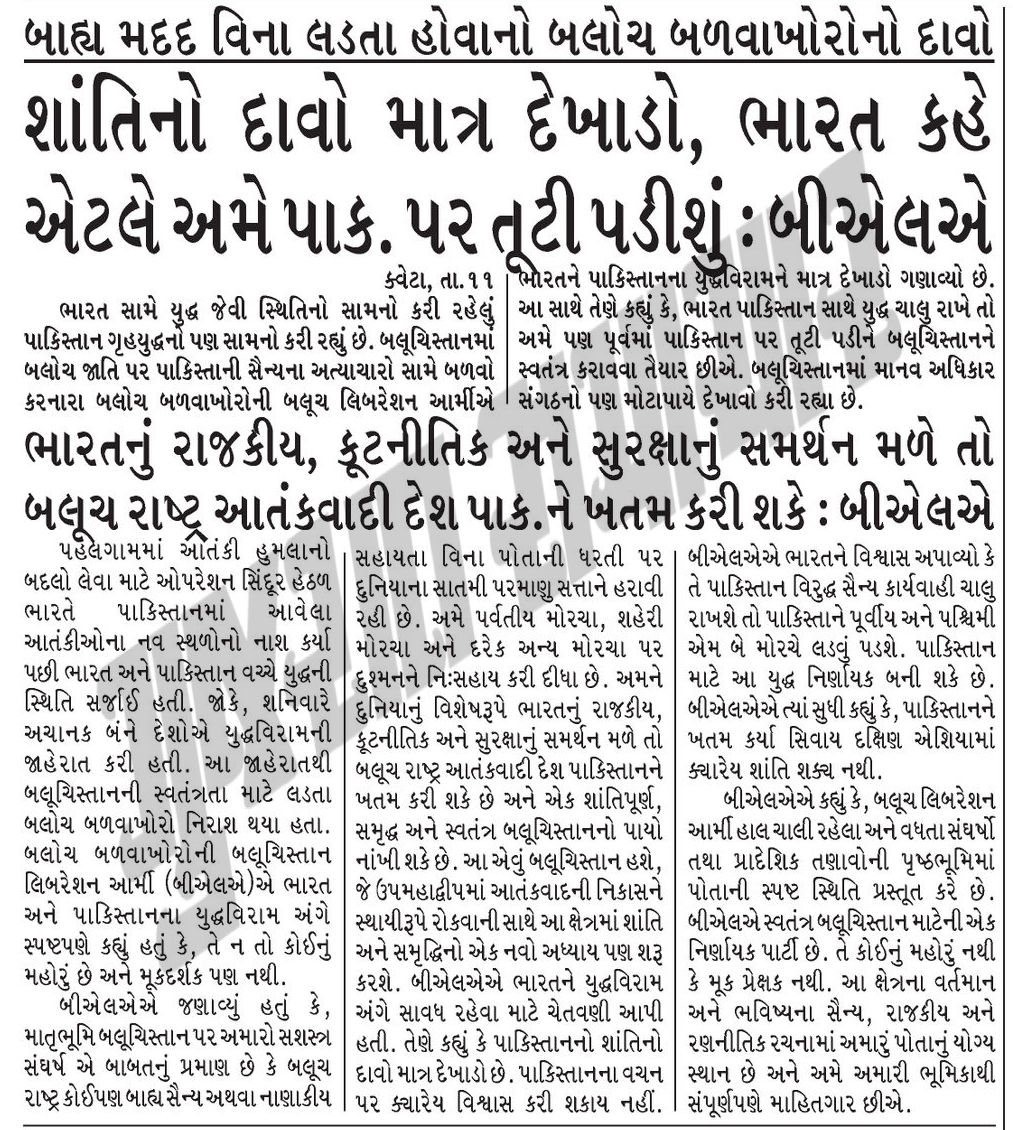 બાહ્ય મદદ વિના લડતા હોવાનો બલોચ બળવાખોરોનો દાવો
શાંતિનો દાવો માત્ર દેખાડો, ભારત કહે
એટલે અમે પાક. પર તૂટી પડીશું : બીએલએ
ક્વેટા, તા.૧૧
ભારત સામે યુદ્ધ જેવી સ્થિતિનો સામનો કરી રહેલું
પાકિસ્તાન ગૃહયુદ્ધનો પણ સામનો કરી રહ્યું છે. બલૂચિસ્તાનમાં
બલોચ જાતિ પર પાકિસ્તાની સૈન્યના અત્યાચારો સામે બળવો
કરનારા બલોચ બળવાખોરોની બલૂચ લિબરેશન આર્મીએ
ભારતને પાકિસ્તાનના યુદ્ધવિરામને માત્ર દેખાડો ગણાવ્યો છે.
આ સાથે તેણે કહ્યું કે, ભારત પાકિસ્તાન સાથે યુદ્ધ ચાલુ રાખે તો
અમે પણ પૂર્વમાં પાકિસ્તાન પર તૂટી પડીને બલૂચિસ્તાનને
સ્વતંત્ર કરાવવા તૈયાર છીએ. બલૂચિસ્તાનમાં માનવ અધિકાર
સંગઠનો પણ મોટાપાયે દેખાવો કરી રહ્યા છે.
ભારતનું રાજકીય, કૂટનીતિક અને સુરક્ષાનું સમર્થન મળે તો
બલૂચ રાષ્ટ્ર આતંકવાદી દેશ પાક.ને ખતમ કરી શકે : બીએલએ
પહેલગામમાં આતંકી હુમલાનો
બદલો લેવા માટે ઓપરેશન સિંદૂર હેઠળ
ભારતે પાકિસ્તાનમાં આવેલા
આતંકીઓના નવ સ્થળોનો નાશ કર્યા
પછી ભારત અને પાકિસ્તાન વચ્ચે યુદ્ધની
સ્થિતિ સર્જાઈ હતી. જોકે, શનિવારે
અચાનક બંને દેશોએ યુદ્ધવિરામની
જાહેરાત કરી હતી. આ જાહેરાતથી
બલૂચિસ્તાનની સ્વતંત્રતા માટે લડતા
બલોચ બળવાખોરો નિરાશ થયા હતા.
બલોચ બળવાખોરોની બલૂચિસ્તાન
લિબરેશન આર્મી (બીએલએ)એ ભારત
અને પાકિસ્તાનના યુદ્ધવિરામ અંગે
સ્પષ્ટપણે કહ્યું હતું કે, તે ન તો કોઈનું
મહોરું છે અને મૂકદર્શક પણ નથી.
બીએલએએ જણાવ્યું હતું કે,
માતૃભૂમિ બલૂચિસ્તાન પર અમારો સશસ્ત્ર
સંઘર્ષ એ બાબતનું પ્રમાણ છે કે બલૂચ
રાષ્ટ્ર કોઈપણ બાહ્ય સૈન્ય અથવા નાણાકીય
સહાયતા વિના પોતાની ધરતી પર
દુનિયાના સાતમી પરમાણુ સત્તાને હરાવી
રહી છે. અમે પર્વતીય મોરચા, શહેરી
મોરચા અને દરેક અન્ય મોરચા પર
દુશ્મનને નિઃસહાય કરી દીધા છે. અમને
દુનિયાનું વિશેષરૂપે ભારતનું રાજકીય,
કૂટનીતિક અને સુરક્ષાનું સમર્થન મળે તો
બલૂચ રાષ્ટ્ર આતંકવાદી દેશ પાકિસ્તાનને
ખતમ કરી શકે છે અને એક શાંતિપૂર્ણ,
સમૃદ્ધ અને સ્વતંત્ર બલૂચિસ્તાનનો પાયો
નાંખી શકે છે. આ એવું બલૂચિસ્તાન હશે,
જે ઉપમહાદ્વીપમાં આતંકવાદની નિકાસને
સ્થાયીરૂપે રોકવાની સાથે આ ક્ષેત્રમાં શાંતિ
અને સમૃદ્ધિનો એક નવો અધ્યાય પણ શરૂ
કરશે. બીએલએએ ભારતને યુદ્ધવિરામ
અંગે સાવધ રહેવા માટે ચેતવણી આપી
હતી. તેણે કહ્યું કે પાકિસ્તાનનો શાંતિનો
દાવો માત્ર દેખાડો છે. પાકિસ્તાનના વચન
પર ક્યારેય વિશ્વાસ કરી શકાય નહીં.
બીએલએએ ભારતને વિશ્વાસ અપાવ્યો કે
તે પાકિસ્તાન વિરુદ્ધ સૈન્ય કાર્યવાહી ચાલુ
રાખશે તો પાકિસ્તાને પૂર્વીય અને પશ્ચિમી
એમ બે મોરચે લડવું પડશે. પાકિસ્તાન
માટે આ યુદ્ધ નિર્ણાયક બની શકે છે.
બીએલએએ ત્યાં સુધી કહ્યું કે, પાકિસ્તાનને
ખતમ કર્યા સિવાય દક્ષિણ એશિયામાં
ક્યારેય શાંતિ શક્ય નથી.
બીએલએએ કહ્યું કે, બલૂચ લિબરેશન
આર્મી હાલ ચાલી રહેલા અને વધતા સંઘર્ષો
તથા પ્રાદેશિક તણાવોની પૃષ્ઠભૂમિમાં
પોતાની સ્પષ્ટ સ્થિતિ પ્રસ્તૂત કરે છે.
બીએલએ સ્વતંત્ર બલૂચિસ્તાન માટેની એક
નિર્ણાયક પાર્ટી છે. તે કોઈનું મહોરું નથી
કે મૂક પ્રેક્ષક નથી. આ ક્ષેત્રના વર્તમાન
અને ભવિષ્યના સૈન્ય, રાજકીય અને
રણનીતિક રચનામાં અમારું પોતાનું યોગ્ય
સ્થાન છે અને અમે અમારી ભૂમિકાથી
સંપૂર્ણપણે માહિતગાર છીએ.
ગુજરાત સમાચાર